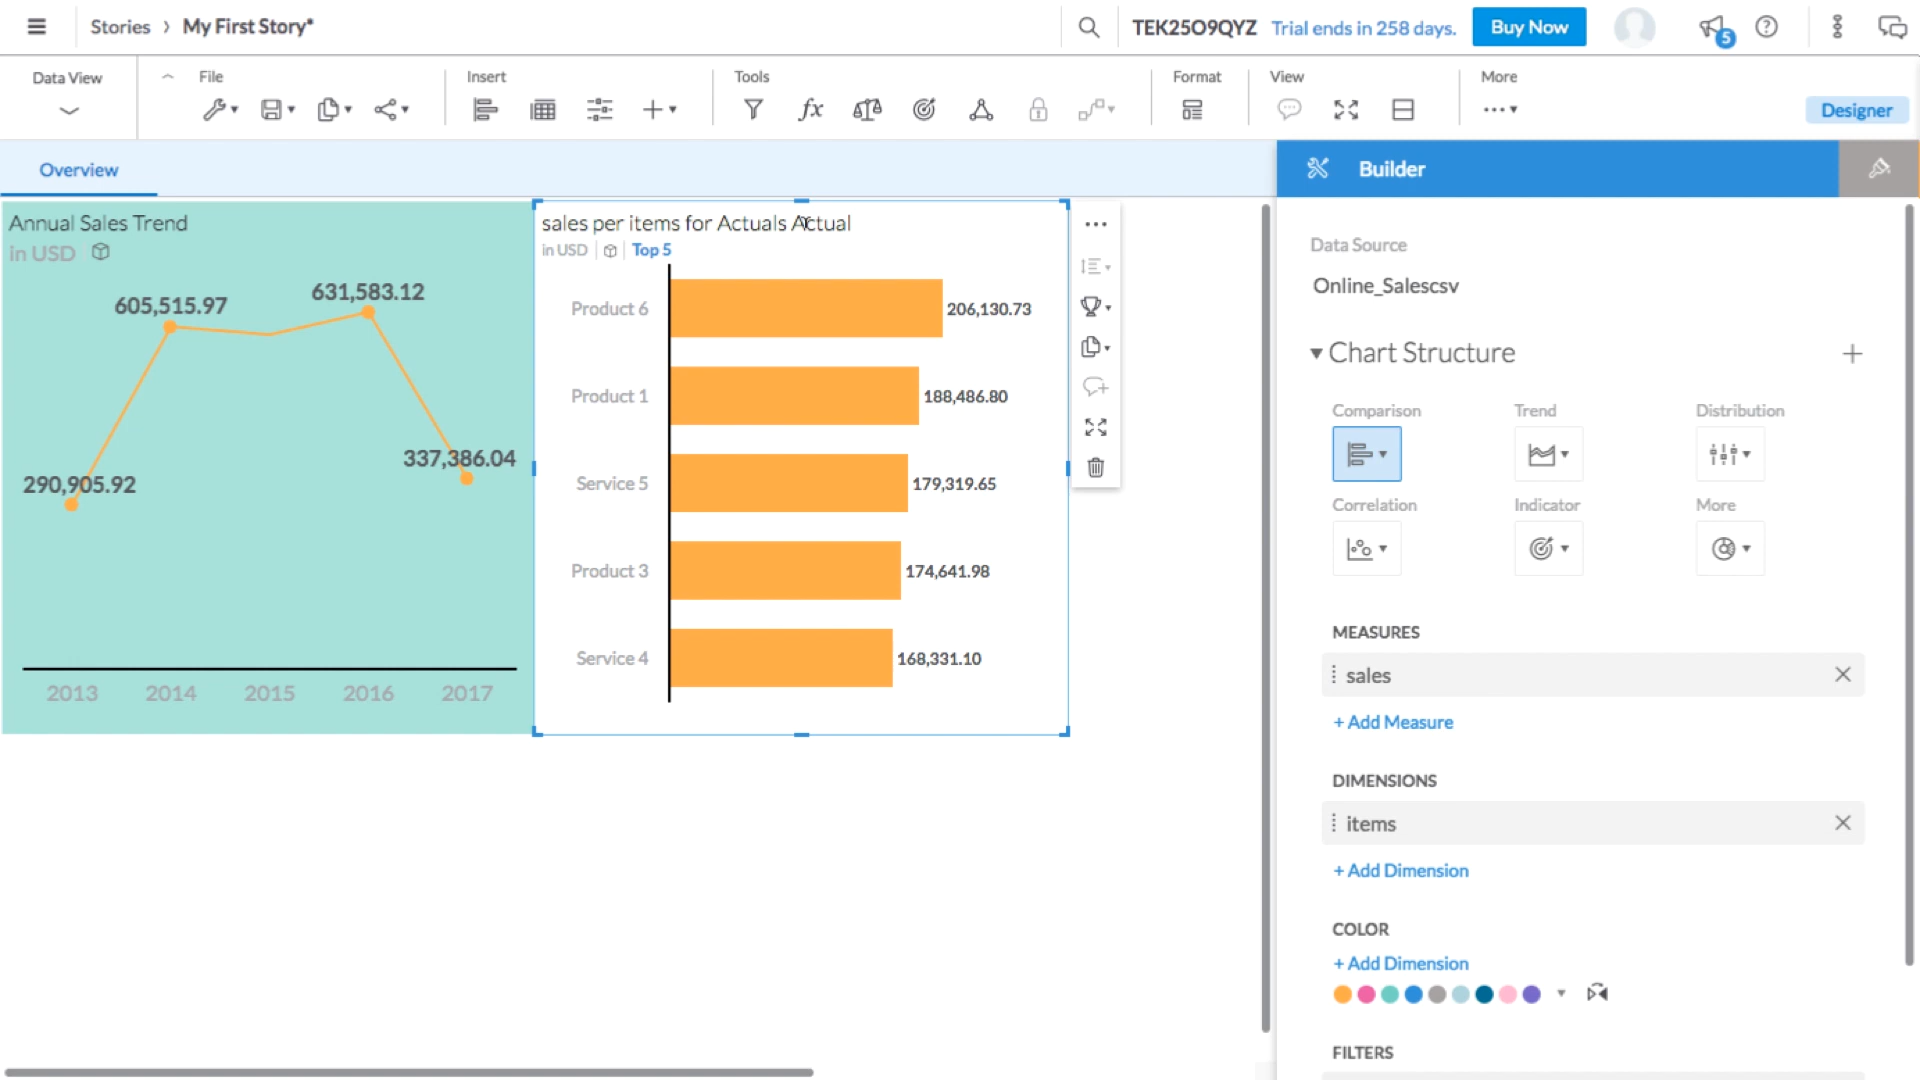 Stories > My First Story*
TEK25O9QYZ Trial ends in 258 days. Buy Now 5
Data View File Insert Tools Format View More
Designer
Overview
Builder
Annual Sales Trend
in USD
605,515.97
631,583.12
290,905.92
337,386.04
2013 2014 2015 2016 2017
sales per items for Actuals Actual
in USD Top 5
Product 6 206,130.73
Product 1 188,486.80
Service 5 179,319.65
Product 3 174,641.98
Service 4 168,331.10
Data Source
Online_Salescsv
Chart Structure
Comparison Trend Distribution
Correlation Indicator More
MEASURES
sales
+ Add Measure
DIMENSIONS
items
+ Add Dimension
COLOR
+ Add Dimension
FILTERS